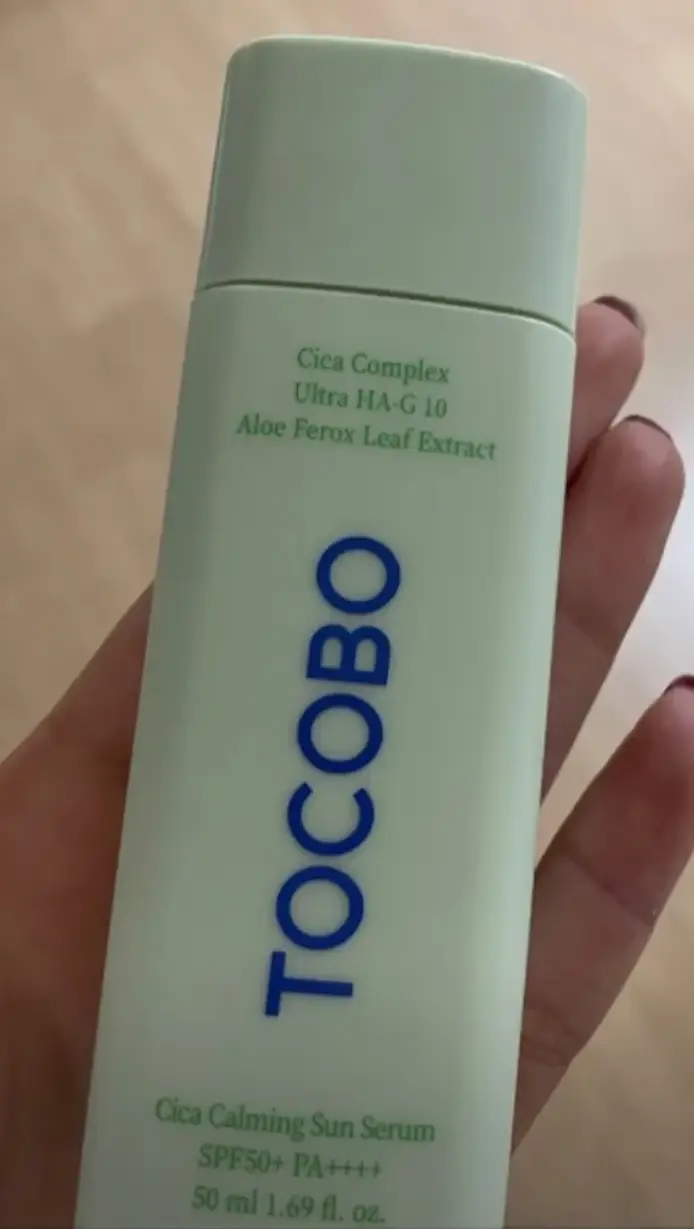 Cica Complex
Ultra HA-G 10
Aloe Ferox Leaf Extract
TOCOBO
Cica Calming Sun Serum
SPF50+ PA++++
50 ml 1.69 fl. oz.